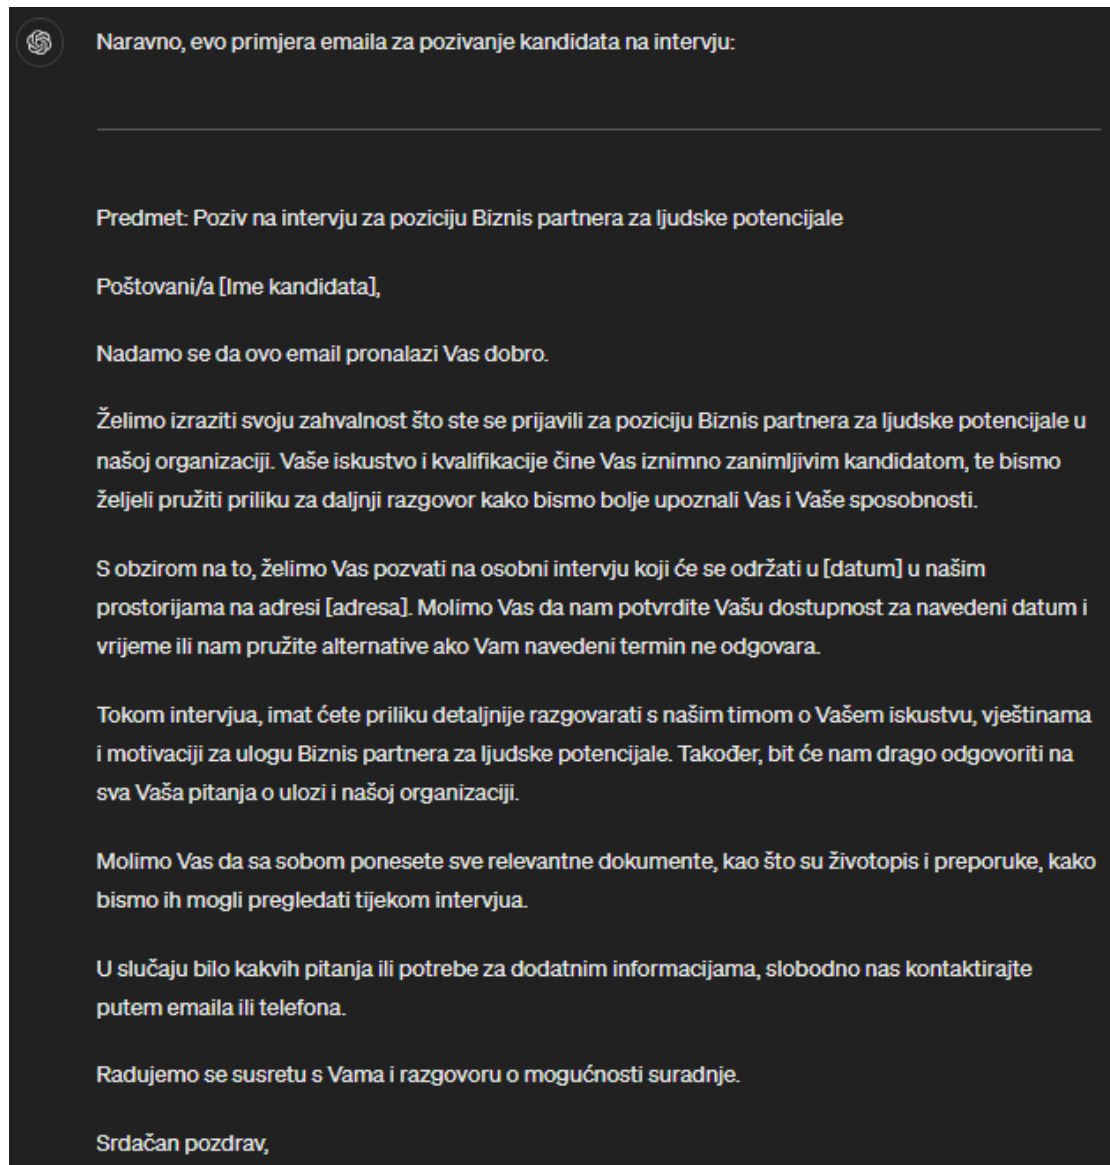 Naravno, evo primjera emaila za pozivanje kandidata na intervju:
Predmet: Poziv na intervju za poziciju Biznis partnera za ljudske potencijale
Poštovani/a [Ime kandidata],
Nadamo se da ovo email pronalazi Vas dobro.
Želimo izraziti svoju zahvalnost što ste se prijavili za poziciju Biznis partnera za ljudske potencijale u
našoj organizaciji. Vaše iskustvo i kvalifikacije čine Vas iznimno zanimljivim kandidatom, te bismo
željeli pružiti priliku za daljnji razgovor kako bismo bolje upoznali Vas i Vaše sposobnosti.
S obzirom na to, želimo Vas pozvati na osobni intervju koji će se održati u [datum] u našim
prostorijama na adresi [adresa]. Molimo Vas da nam potvrdite Vašu dostupnost za navedeni datum i
vrijeme ili nam pružite alternative ako Vam navedeni termin ne odgovara.
Tokom intervjua, imat ćete priliku detaljnije razgovarati s našim timom o Vašem iskustvu, vještinama
i motivaciji za ulogu Biznis partnera za ljudske potencijale. Također, bit će nam drago odgovoriti na
sva Vaša pitanja o ulozi i našoj organizaciji.
Molimo Vas da sa sobom ponesete sve relevantne dokumente, kao što su životopis i preporuke, kako
bismo ih mogli pregledati tijekom intervjua.
U slučaju bilo kakvih pitanja ili potrebe za dodatnim informacijama, slobodno nas kontaktirajte
putem emaila ili telefona.
Radujemo se susretu s Vama i razgovoru o mogućnosti suradnje.
Srdačan pozdrav,